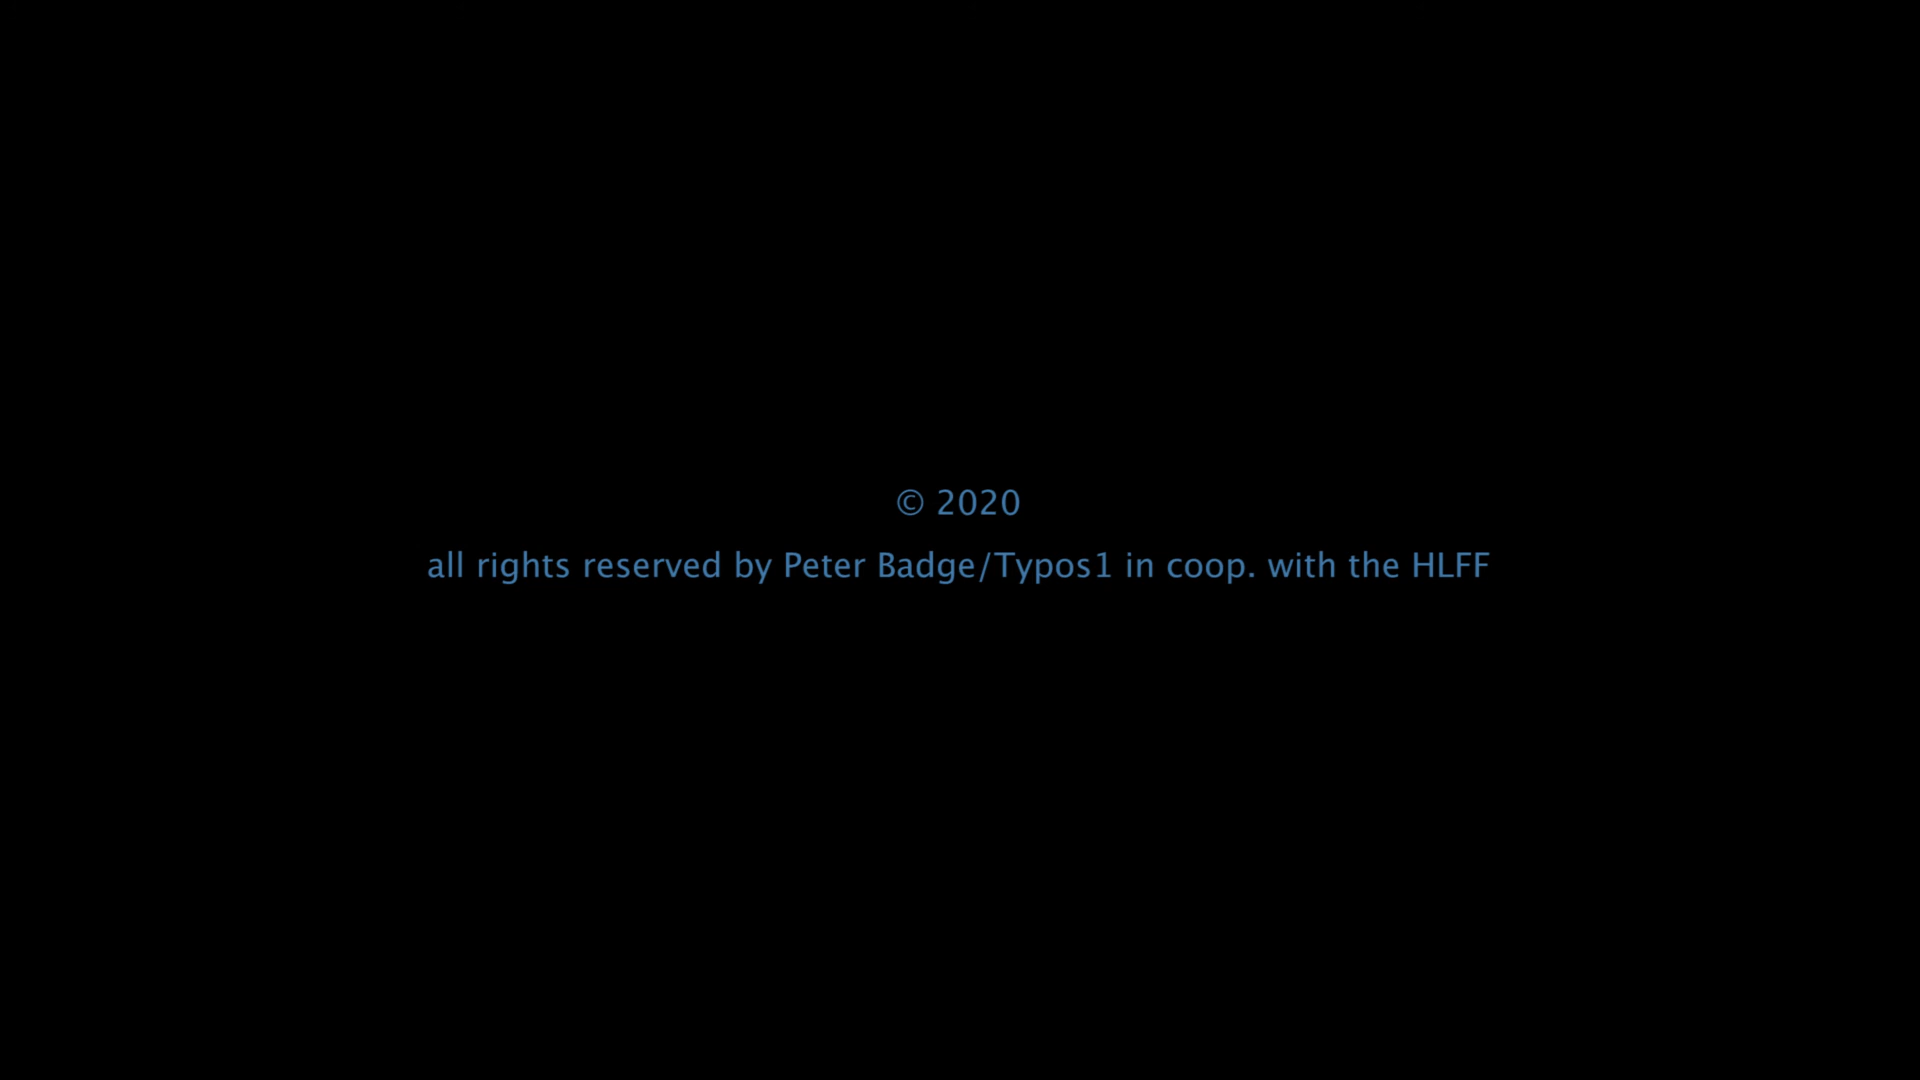 © 2020
all rights reserved by Peter Badge/Typos1 in coop. with the HLFF